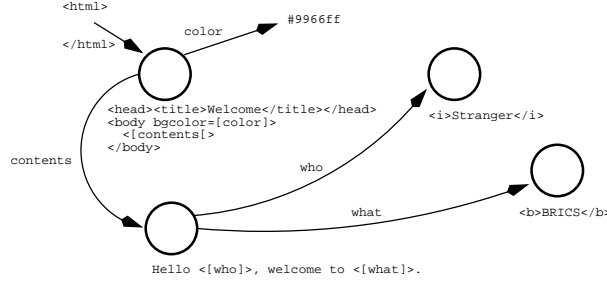 <html>
color
#9966ff
</html>
<head><title>Welcome</title></head>
<body bgcolor=[color]>
<[contents[>
</body>
<i>Stranger</i>
contents
who
what
<b>BRICS</b>
Hello <[who]>, welcome to <[what]>.